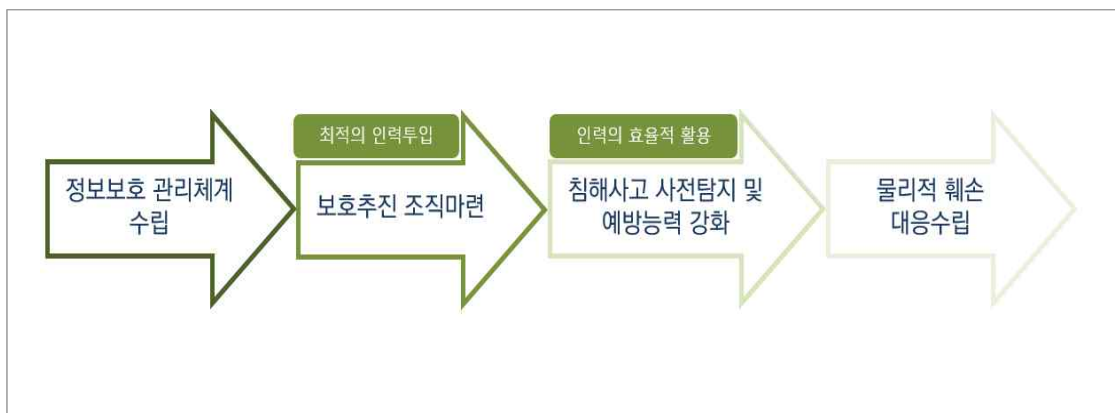 정보보호 관리체계
수립
최적의 인력투입
보호추진 조직마련
인력의 효율적 활용
침해사고 사전탐지 및
예방능력 강화
물리적 훼손
대응수립